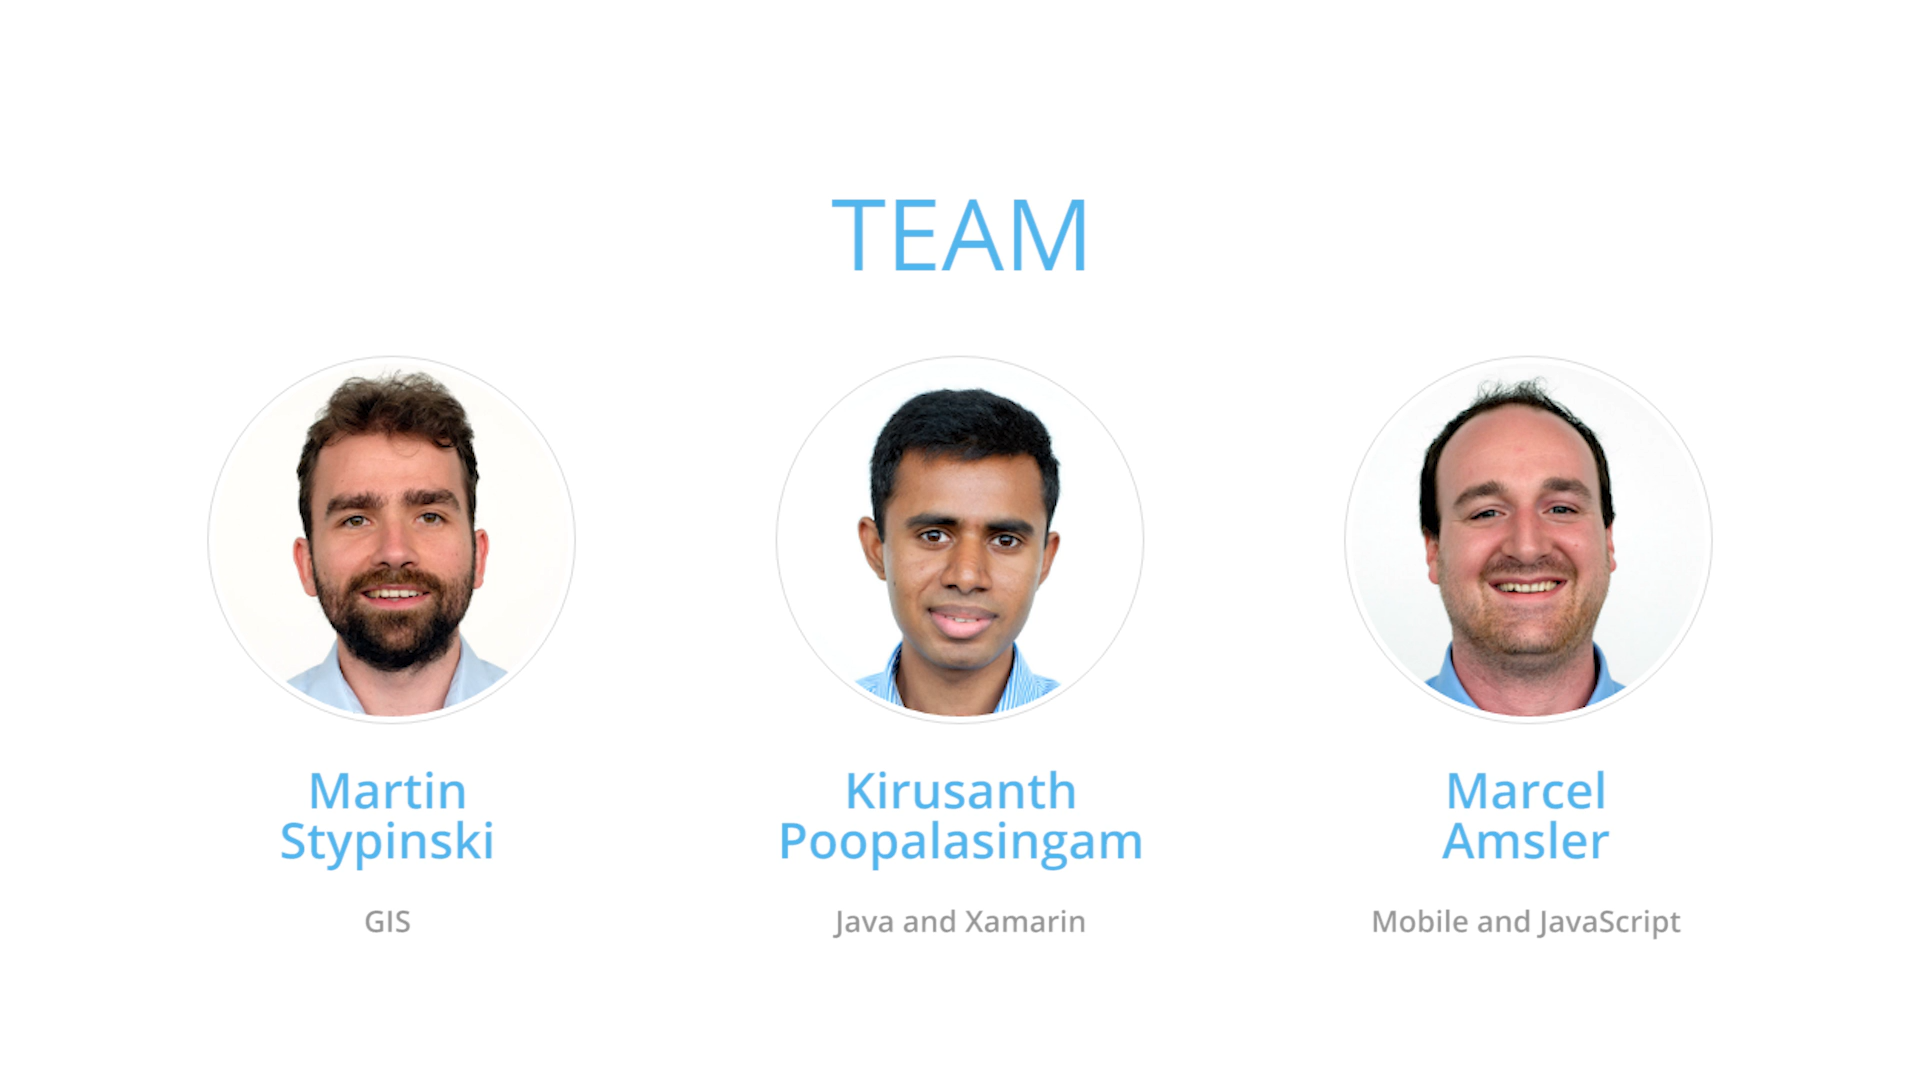 TEAM
Martin
Stypinski
GIS
Kirusanth
Poopalasingam
Java and Xamarin
Marcel
Amsler
Mobile and JavaScript